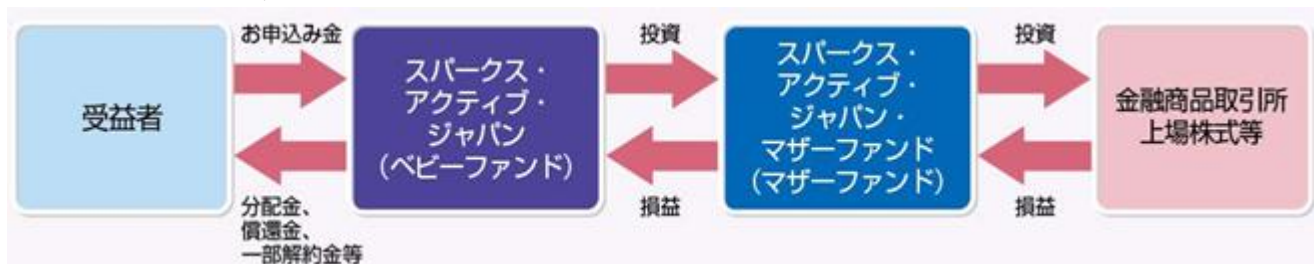 お申込み金
投資
投資
受益者
スパークス・
アクティブ・
ジャパン
(ベビーファンド)
スパークス・
アクティブ・
ジャパン・
マザーファンド
(マザーファンド)
金融商品取引所
上場株式等
分配金、
償還金、
一部解約金等
損益
損益